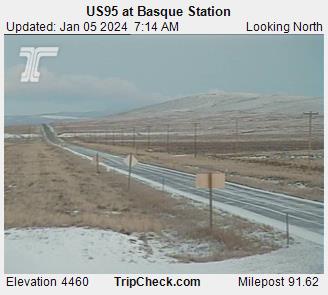 US95 at Basque Station
Updated: Jan 05 2024 7:14 AM Looking North
Elevation 4460 TripCheck.com Milepost 91.62